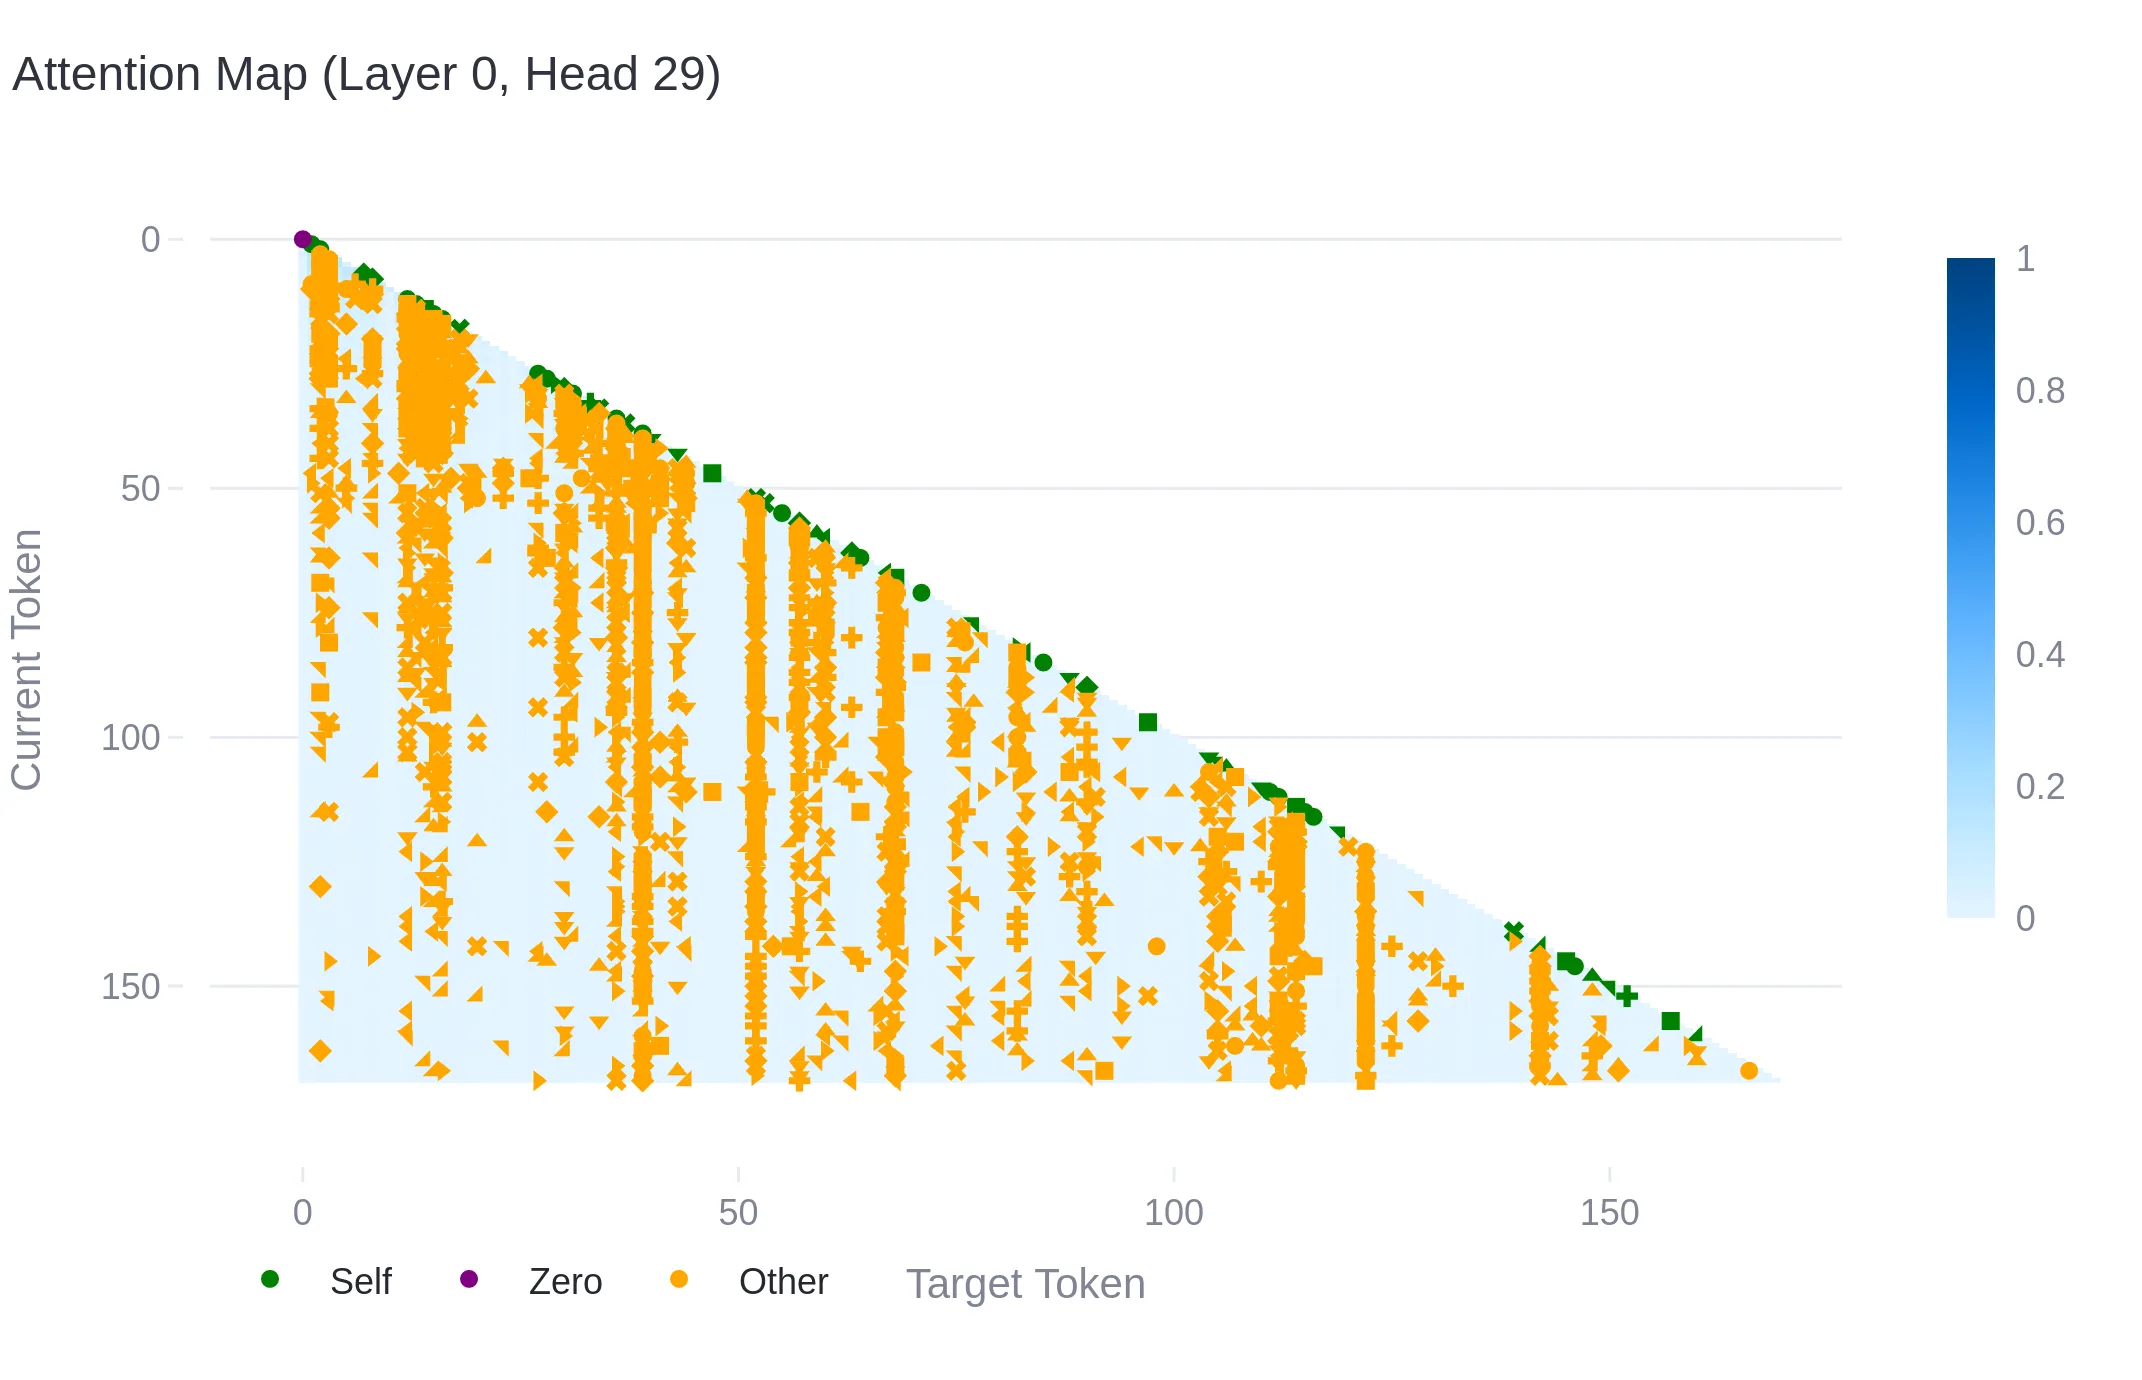 Attention Map (Layer 0, Head 29)
0
50
100
150
Current Token
1
0.8
0.6
0.4
0.2
0
0 50 100 150
Self Zero Other Target Token